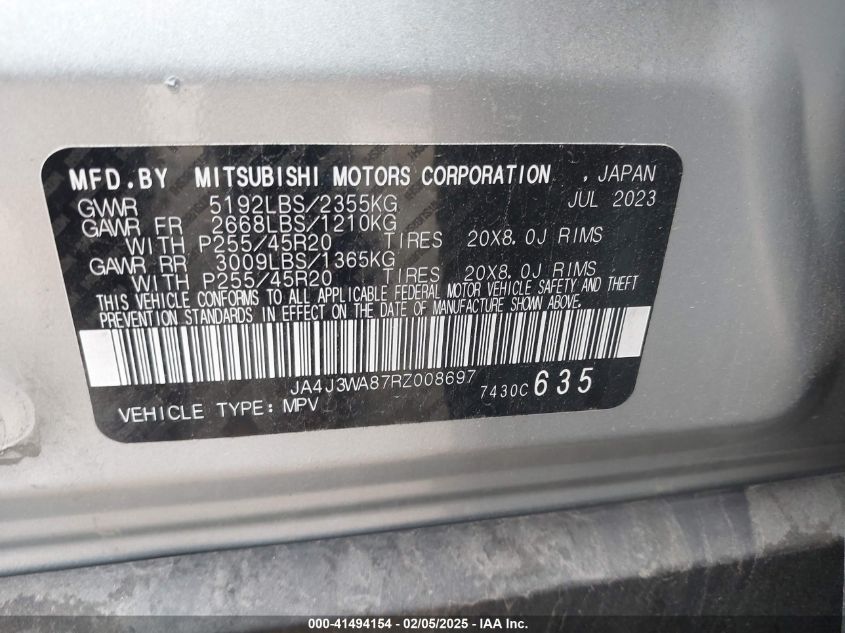 MFD.BY MITSUBISHI MOTORS CORPORATION , JAPAN
GVWR 5192LBS/2355KG JUL 2023
GAWR FR 2668LBS/1210KG
WITH P255/45R20 TIRES 20X8.0J RIMS
GAWR RR 3009LBS/1365KG
WITH P255/45R20 TIRES 20X8.0J RIMS
THIS VEHICLE CONFORMS TO ALL APPLICABLE FEDERAL MOTOR VEHICLE SAFETY AND THEFT
PREVENTION STANDARDS IN EFFECT ON THE DATE OF MANUFACTURE SHOWN ABOVE.
JA4J3WA87RZ008697 7430C 635
VEHICLE TYPE: MPV
000-41494154 - 02/05/2025 - IAAI.com